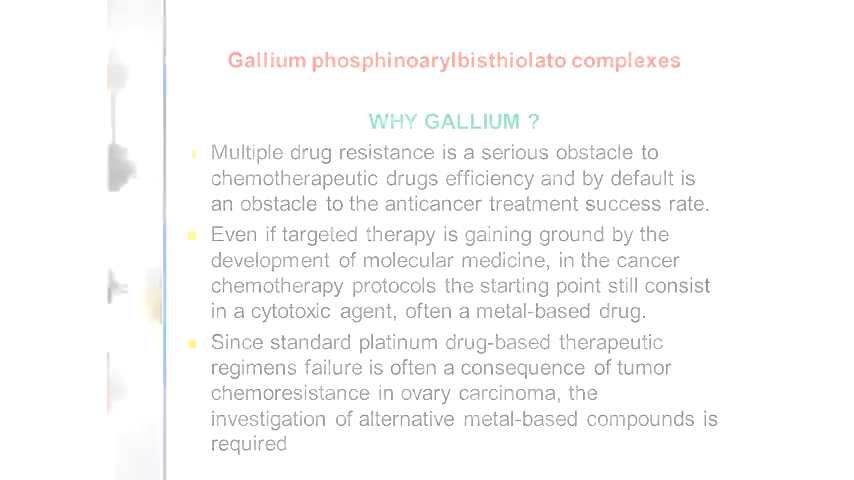 Gallium phosphinoarylbisthiolato complexes
WHY GALLIUM ?
Multiple drug resistance is a serious obstacle to
chemotherapeutic drugs efficiency and by default is
an obstacle to the anticancer treatment success rate.
Even if targeted therapy is gaining ground by the
development of molecular medicine, in the cancer
chemotherapy protocols the starting point still consist
in a cytotoxic agent, often a metal-based drug.
Since standard platinum drug-based therapeutic
regimens failure is often a consequence of tumor
chemoresistance in ovary carcinoma, the
investigation of alternative metal-based compounds is
required